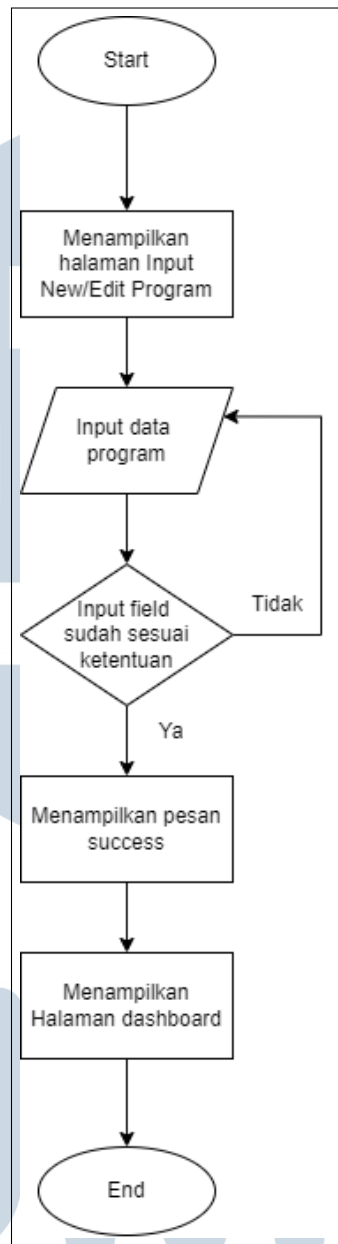 Start
Menampilkan
halaman Input
New/Edit Program
Input data
program
Input field
sudah sesuai
ketentuan
Tidak
Ya
Menampilkan pesan
success
Menampilkan
Halaman dashboard
End